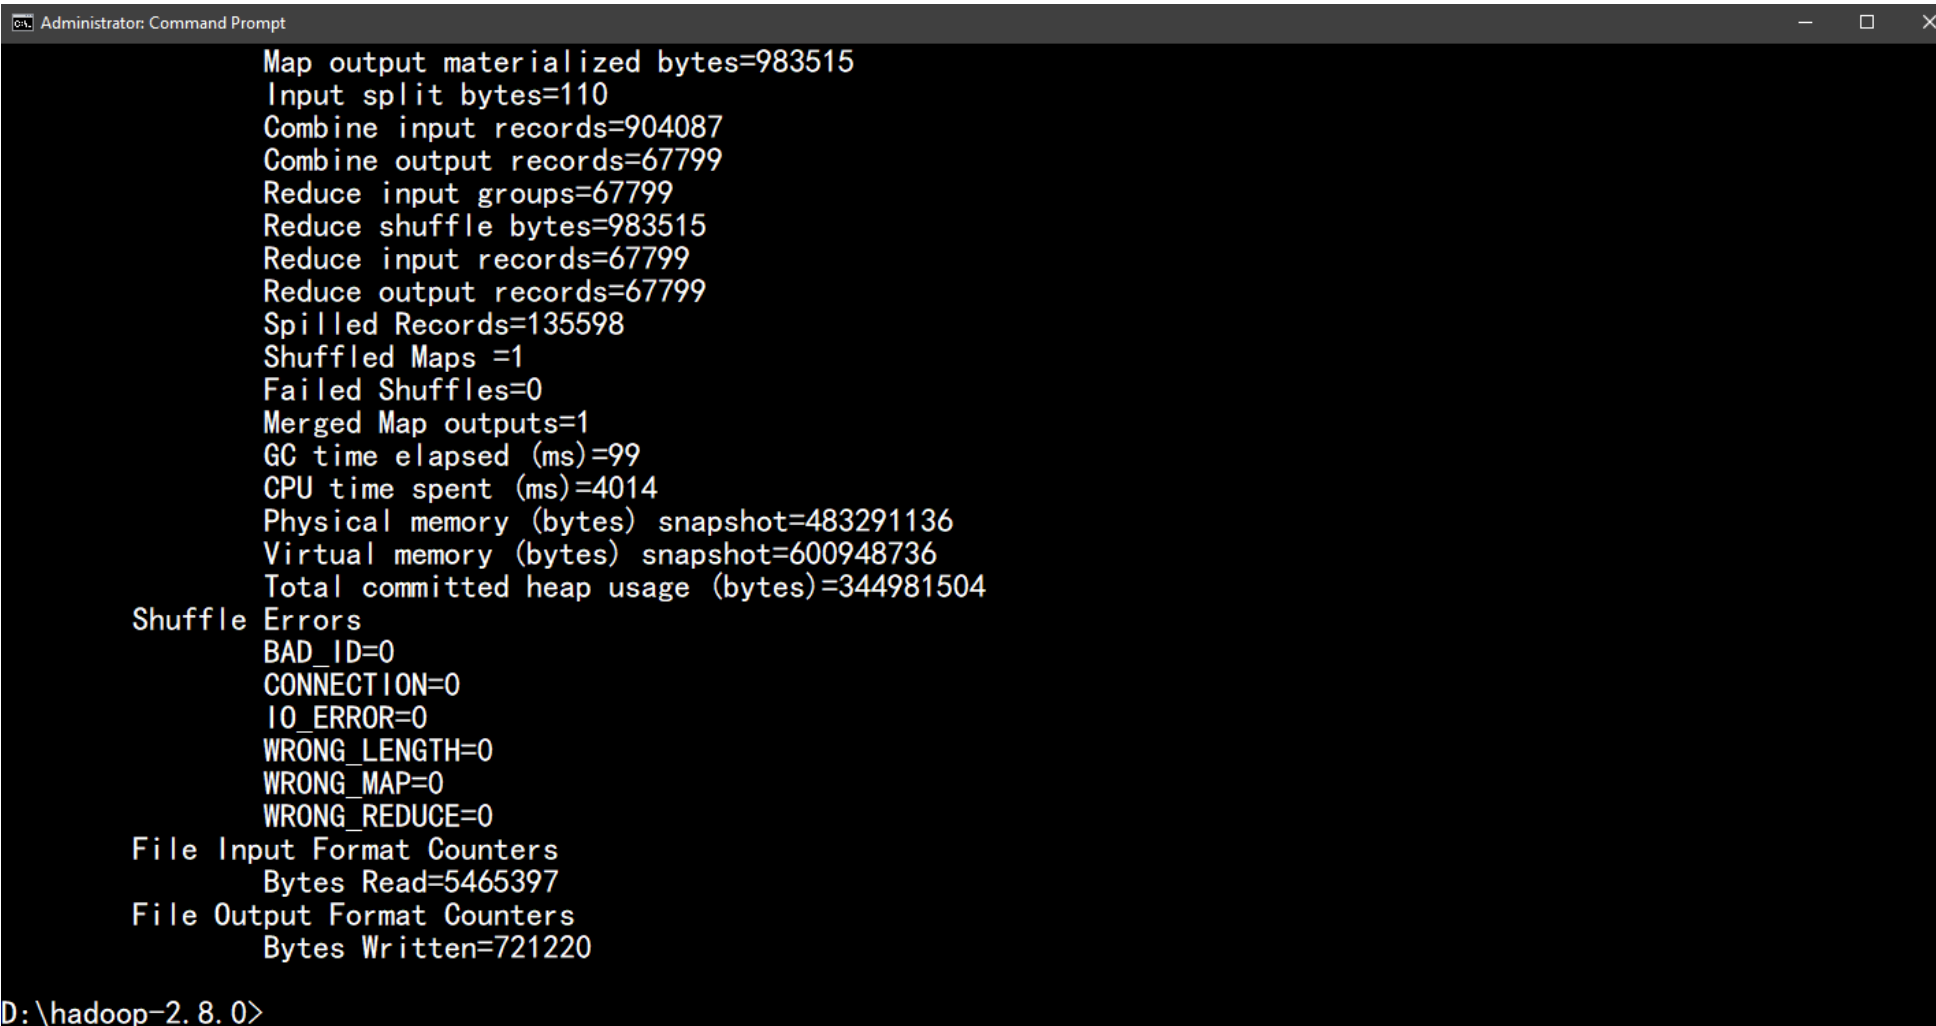 Administrator: Command Prompt
Map output materialized bytes=983515
Input split bytes=110
Combine input records=904087
Combine output records=67799
Reduce input groups=67799
Reduce shuffle bytes=983515
Reduce input records=67799
Reduce output records=67799
Spilled Records=135598
Shuffled Maps =1
Failed Shuffles=0
Merged Map outputs=1
GC time elapsed (ms)=99
CPU time spent (ms)=4014
Physical memory (bytes) snapshot=483291136
Virtual memory (bytes) snapshot=600948736
Total committed heap usage (bytes)=344981504
Shuffle Errors
BAD_ID=0
CONNECTION=0
IO_ERROR=0
WRONG_LENGTH=0
WRONG_MAP=0
WRONG_REDUCE=0
File Input Format Counters
Bytes Read=5465397
File Output Format Counters
Bytes Written=721220
D:\hadoop-2.8.0>